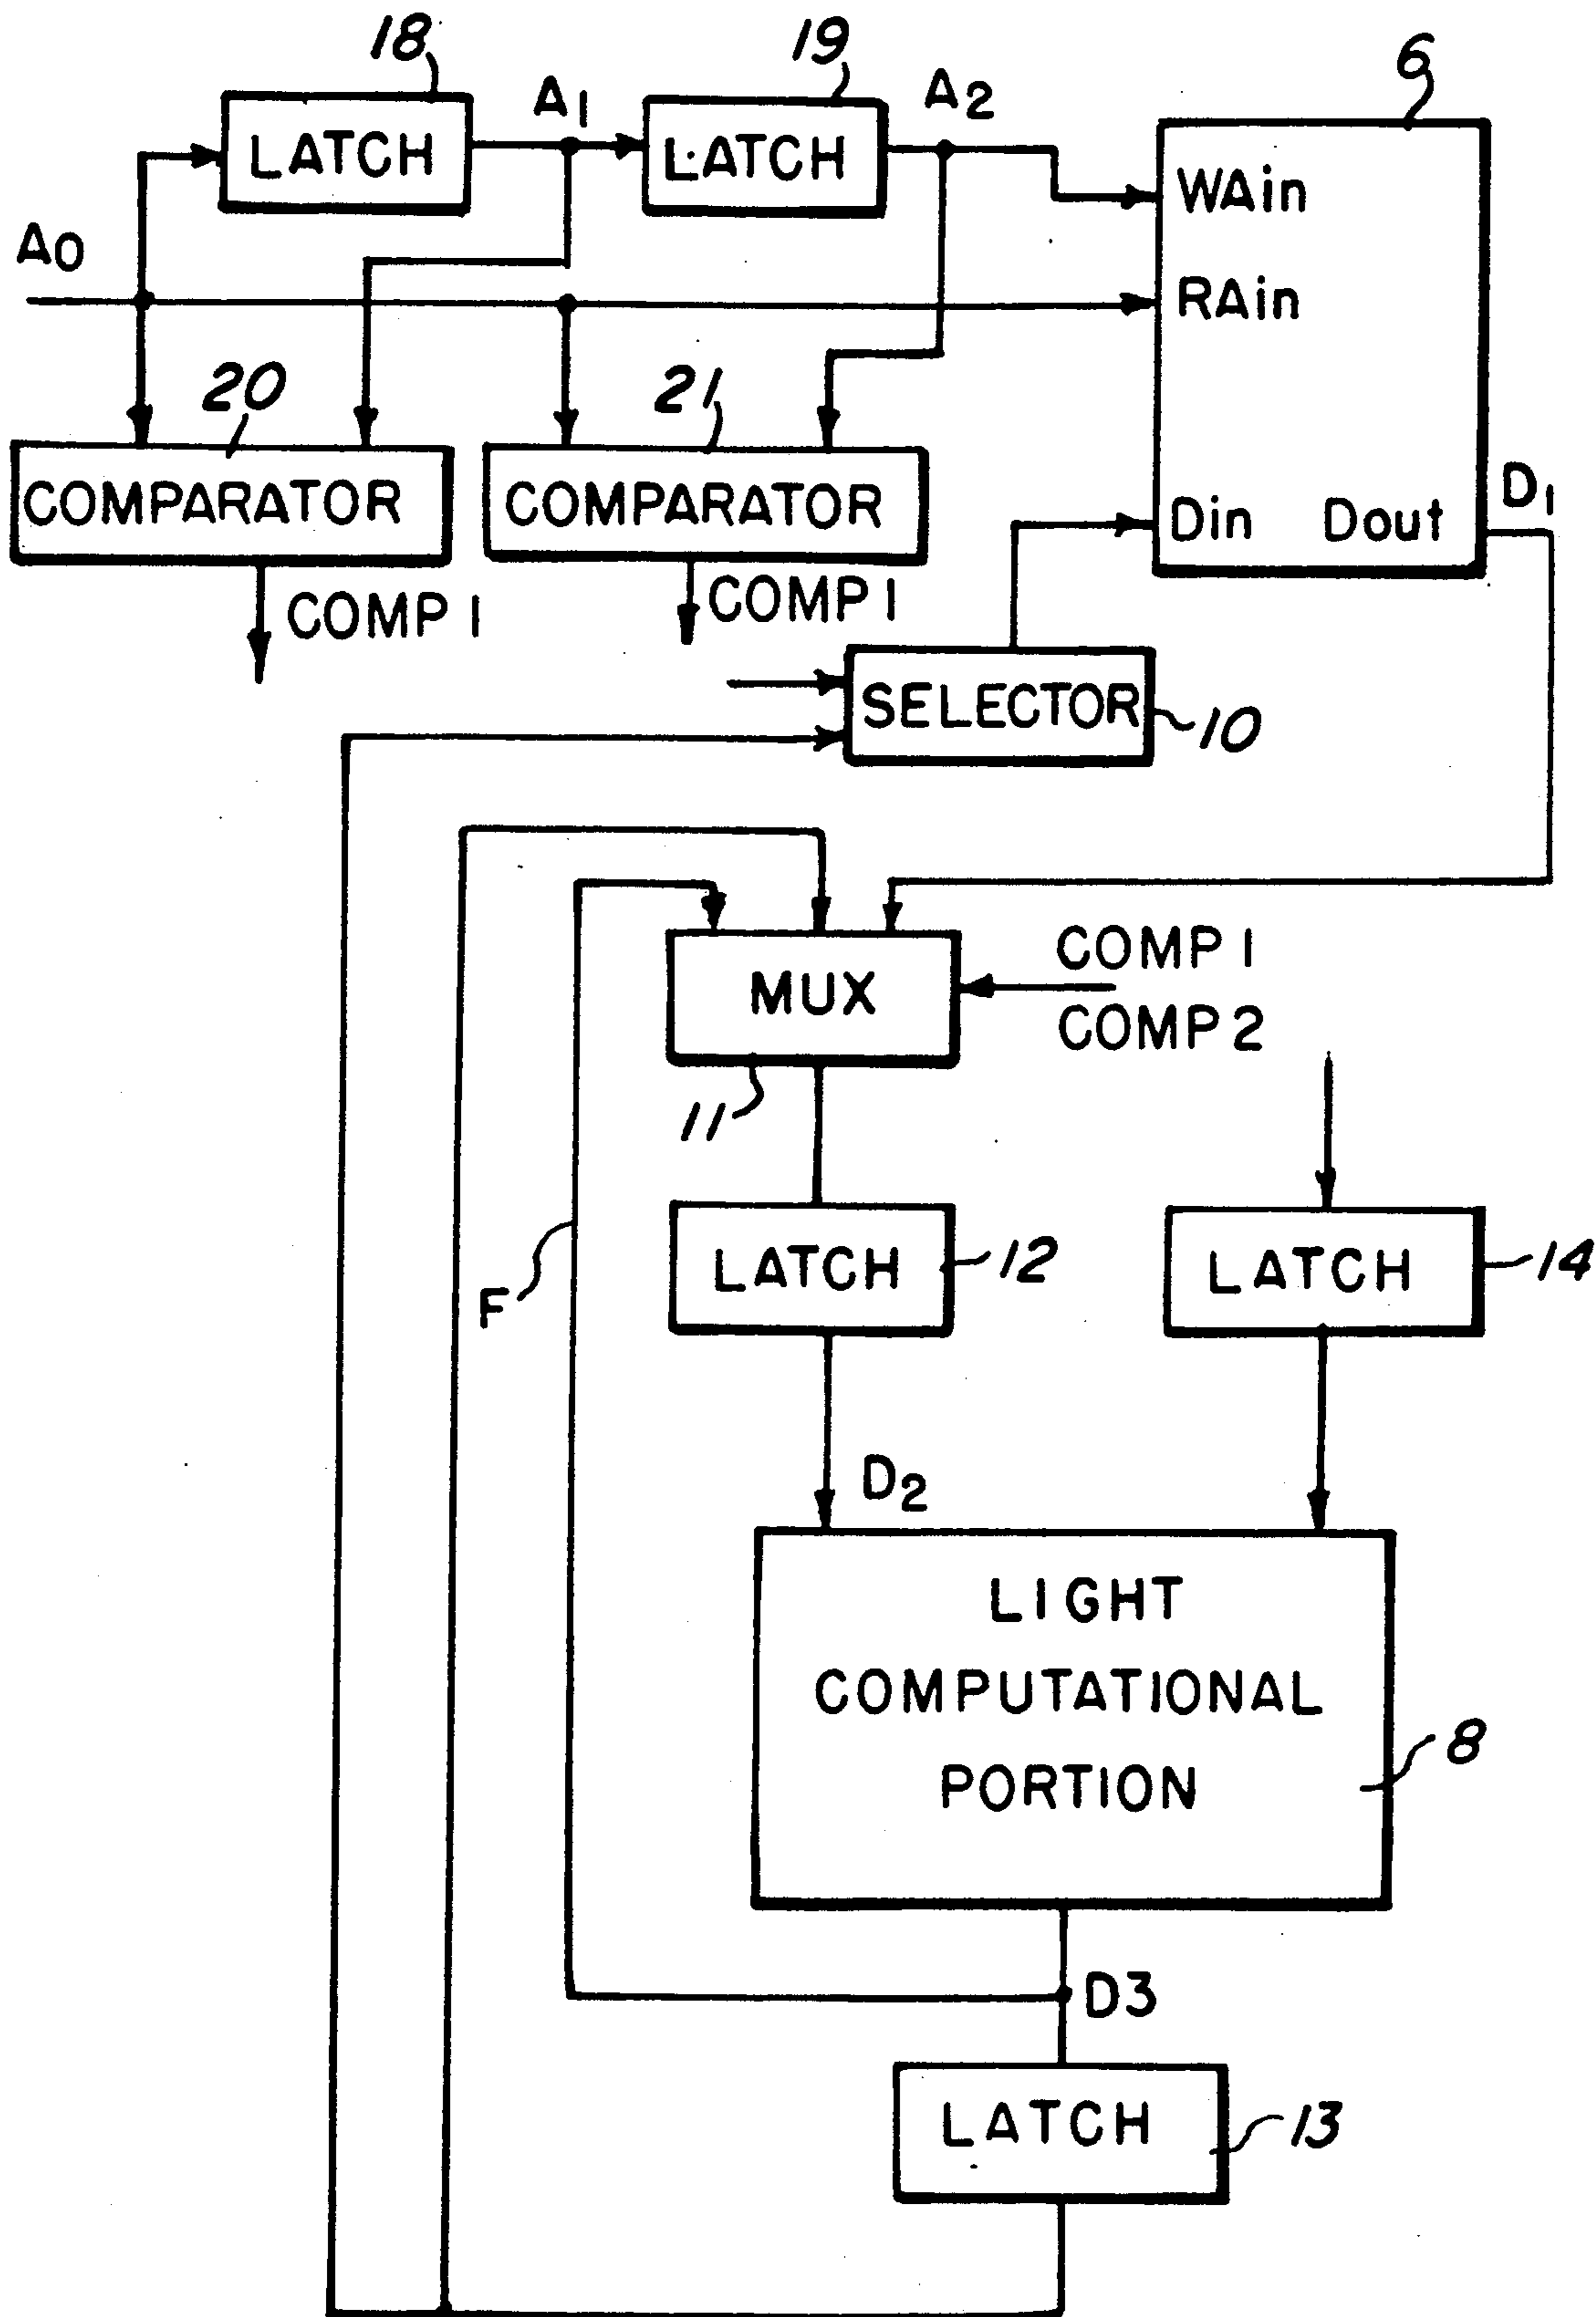 18
19
6
A1
A2
LATCH
LATCH
WAin
A0
RAin
20
21
COMPARATOR
COMPARATOR
Din Dout
D1
COMP 1
COMP 1
SELECTOR
10
MUX
COMP 1
COMP 2
11
LATCH
12
LATCH
14
F
D2
LIGHT
COMPUTATIONAL
PORTION
8
D3
LATCH
13